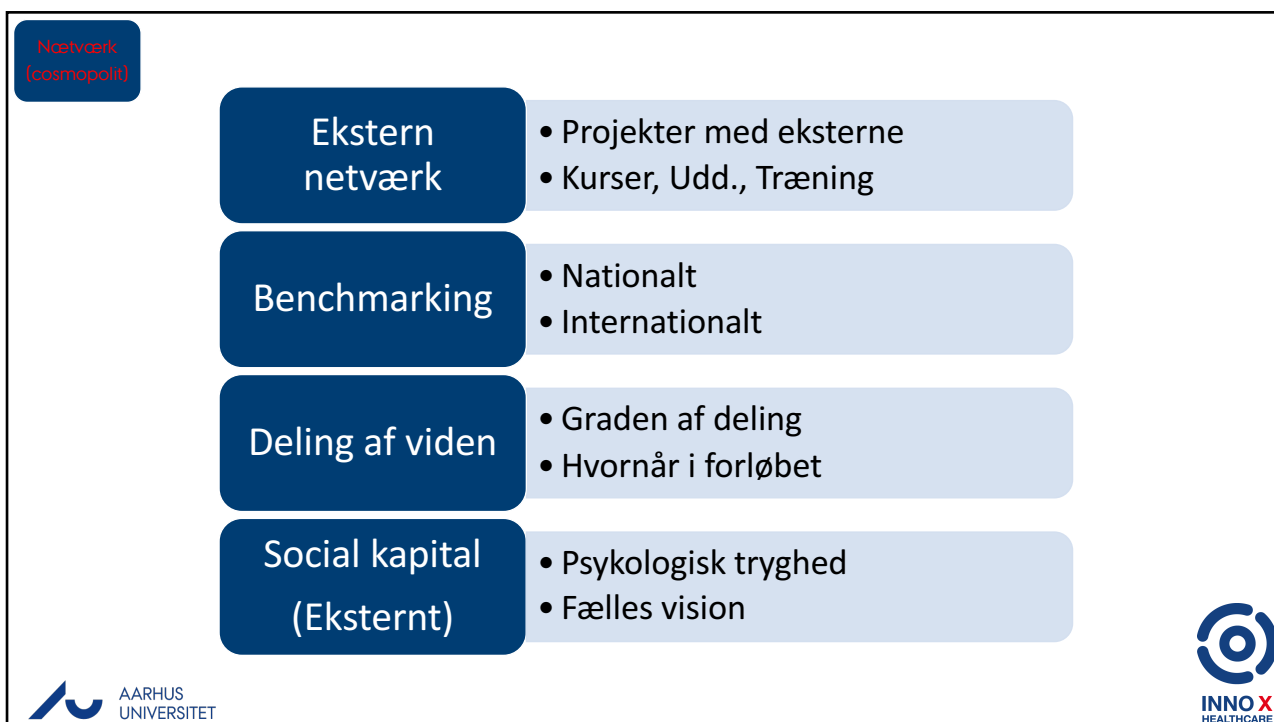 Nætværk
(cosmopolit)
Ekstern
netværk
• Projekter med eksterne
• Kurser, Udd., Træning
Benchmarking
• Nationalt
• Internationalt
Deling af viden
• Graden af deling
• Hvornår i forløbet
Social kapital
(Eksternt)
• Psykologisk tryghed
• Fælles vision
AARHUS
UNIVERSITET
INNO X
HEALTHCARE